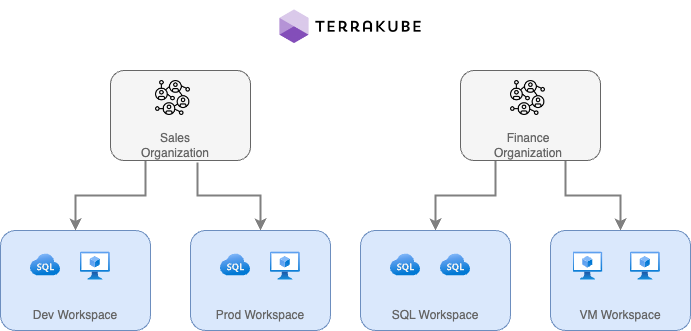 TERRAKUBE
Sales
Organization
Finance
Organization
SQL
SQL
SQL
SQL
Dev Workspace
Prod Workspace
SQL Workspace
VM Workspace